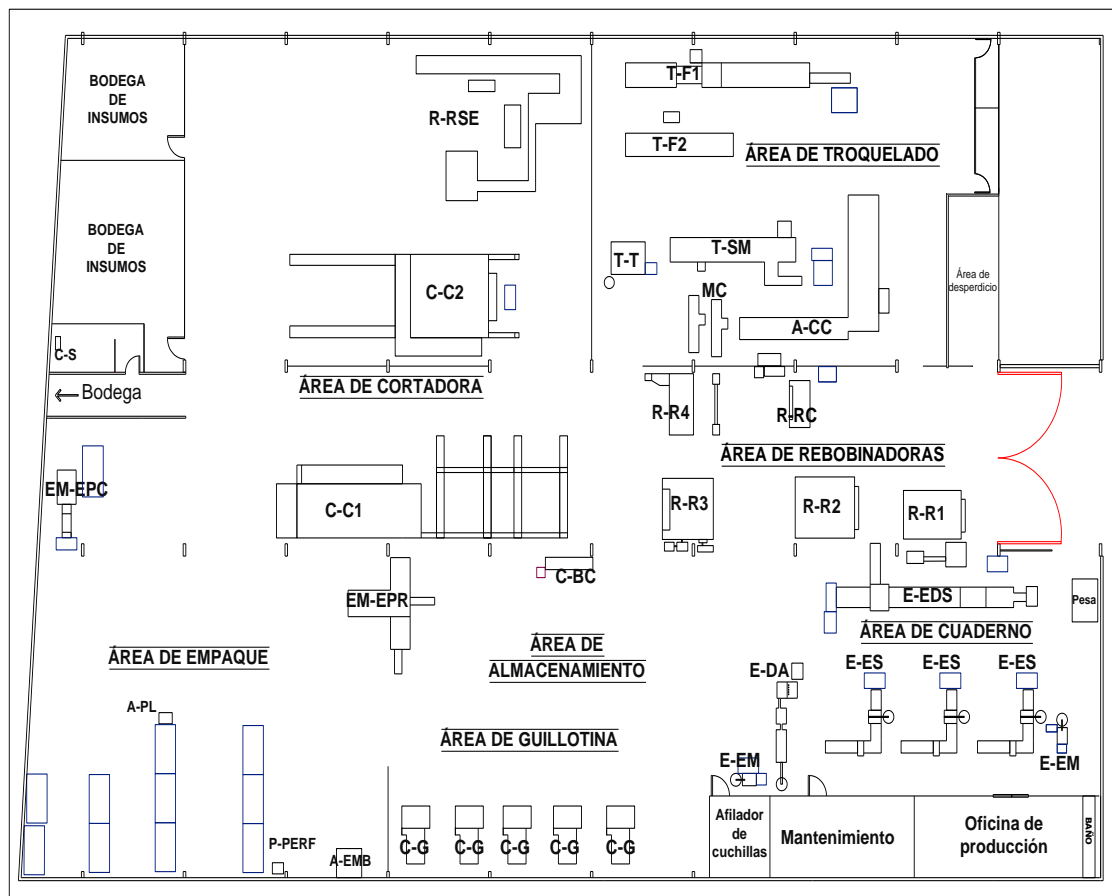 BODEGA
DE
INSUMOS
R-RSE
T-F1
T-F2
ÁREA DE TROQUELADO
BODEGA
DE
INSUMOS
T-T
T-SM
Área de
desperdicio
C-C2
MC
A-CC
C-S
Bodega
ÁREA DE CORTADORA
R-R4
R-RC
ÁREA DE REBOBINADORAS
EM-EPC
C-C1
R-R3
R-R2
R-R1
C-BC
EM-EPR
E-EDS
Pesa
ÁREA DE CUADERNO
ÁREA DE EMPAQUE
ÁREA DE
ALMACENAMIENTO
E-DA
E-ES
E-ES
E-ES
A-PL
ÁREA DE GUILLOTINA
E-EM
E-EM
P-PERF
A-EMB
C-G
C-G
C-G
C-G
C-G
Afilador
de
cuchillas
Mantenimiento
Oficina de
producción
BAÑO